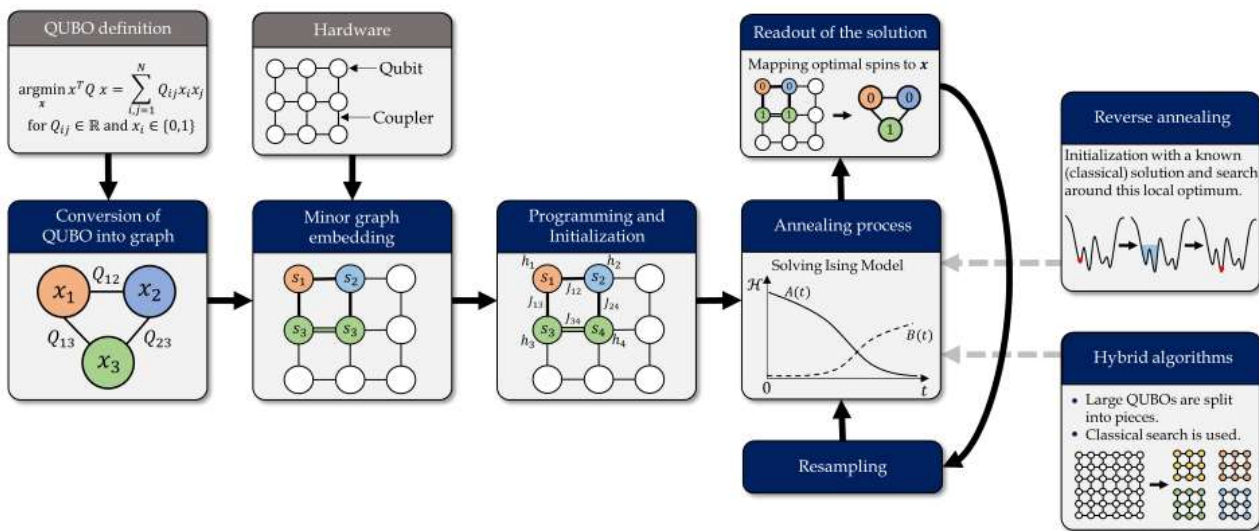 QUBO definition
argmin x^T Q x = ∑ Q_ij x_i x_j
x
N
i,j=1
for Q_ij ∈ ℝ and x_i ∈ {0,1}
Hardware
Qubit
Coupler
Conversion of
QUBO into graph
x_1
Q_12
x_2
Q_13
Q_23
x_3
Minor graph
embedding
s_1
s_2
s_3
s_3
Programming and
Initialization
h_1
h_2
s_1
s_2
J_12
J_13
J_24
J_34
s_3
s_4
h_3
h_4
Readout of the solution
Mapping optimal spins to x
0
0
1
1
0
0
1
Annealing process
Solving Ising Model
ℋ
A(t)
B(t)
0
t
Resampling
Reverse annealing
Initialization with a known
(classical) solution and search
around this local optimum.
Hybrid algorithms
• Large QUBOs are split
into pieces.
• Classical search is used.